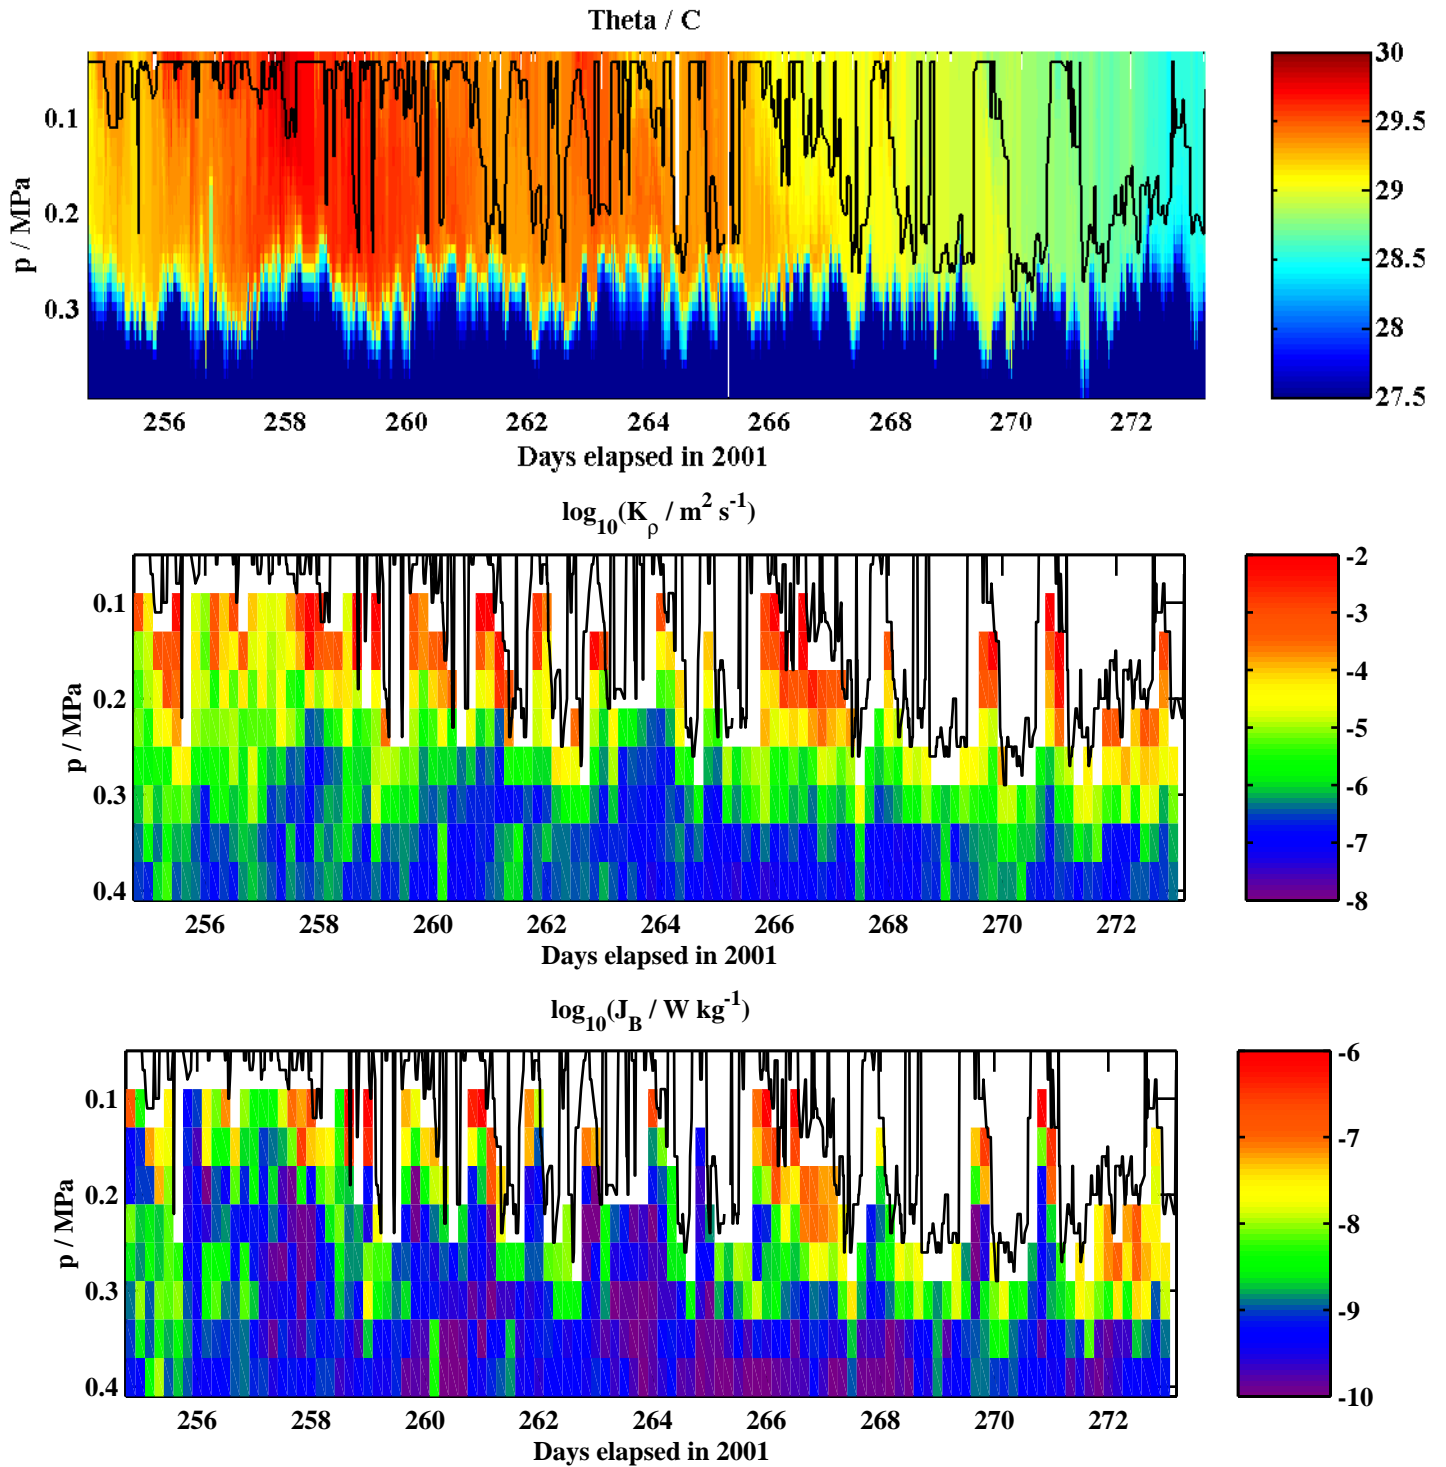 Theta / C
30
29.5
29
28.5
28
27.5
0.1
0.2
0.3
p / MPa
256 258 260 262 264 266 268 270 272
Days elapsed in 2001
log10(Kρ / m2 s-1)
-2
-3
-4
-5
-6
-7
-8
0.1
0.2
0.3
0.4
p / MPa
256 258 260 262 264 266 268 270 272
Days elapsed in 2001
log10(JB / W kg-1)
-6
-7
-8
-9
-10
0.1
0.2
0.3
0.4
p / MPa
256 258 260 262 264 266 268 270 272
Days elapsed in 2001